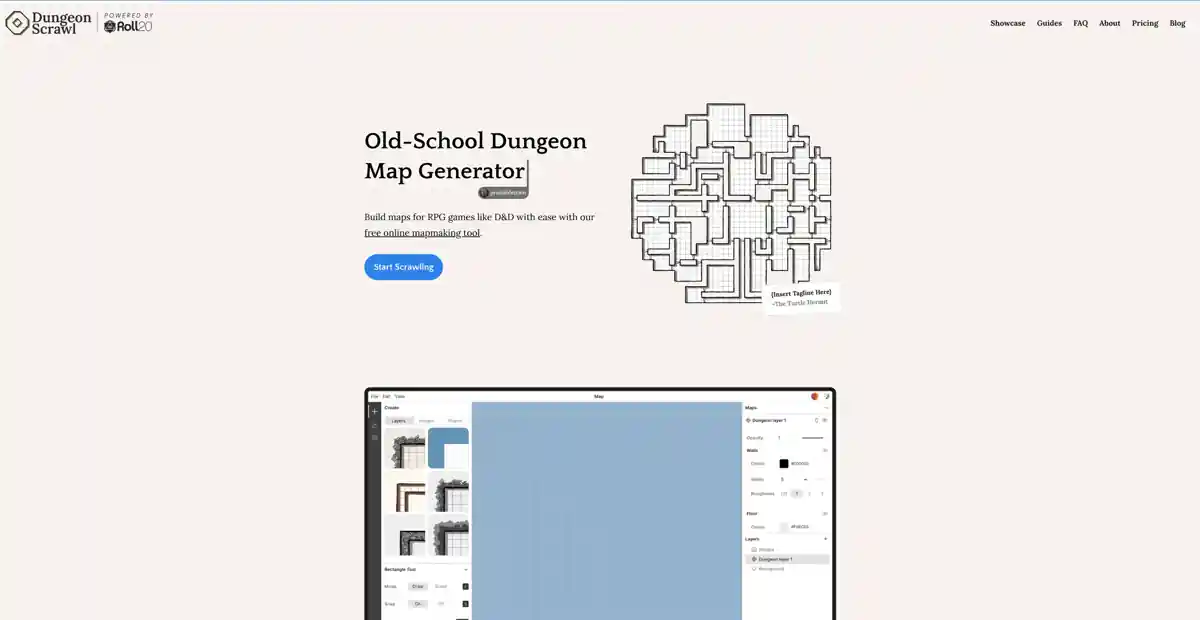 Dungeon
Scrawl
POWERED BY
Roll20
Showcase Guides FAQ About Pricing Blog
Old-School Dungeon
Map Generator
Build maps for RPG games like D&D with ease with our
free online mapmaking tool.
Start Scrawling
[Insert Tagline Here]
-The Turtle Hermit
File Edit View
Map
Create
Layers Images Shapes
Rectangle Tool
Mode
Snap On Off
Maps
Dungeon layer 1
Opacity 1
Walls
Colour #000000
Width 5
Roughness
Floor
Colour
Layers
Images
Dungeon layer 1
Background